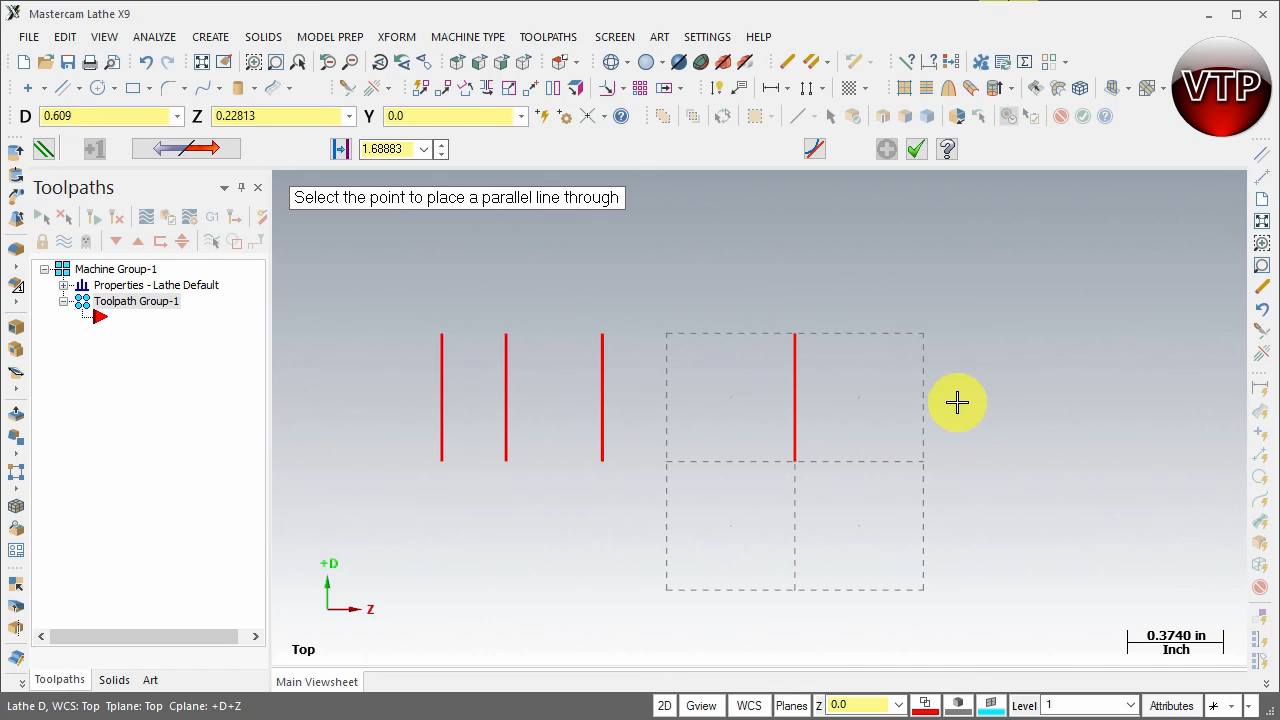 Mastercam Lathe X9
FILE EDIT VIEW ANALYZE CREATE SOLIDS MODEL PREP XFORM MACHINE TYPE TOOLPATHS SCREEN ART SETTINGS HELP
VTP
D 0.609 Z 0.22813 Y 0.0
+1 1.68883
Toolpaths
Select the point to place a parallel line through
G1
Machine Group-1
Properties - Lathe Default
Toolpath Group-1
+D
Z
0.3740 in
Inch
Top
Toolpaths Solids Art
Main Viewsheet
Lathe D, WCS: Top Tplane: Top Cplane: +D+Z
2D Gview WCS Planes Z 0.0 Level 1 Attributes